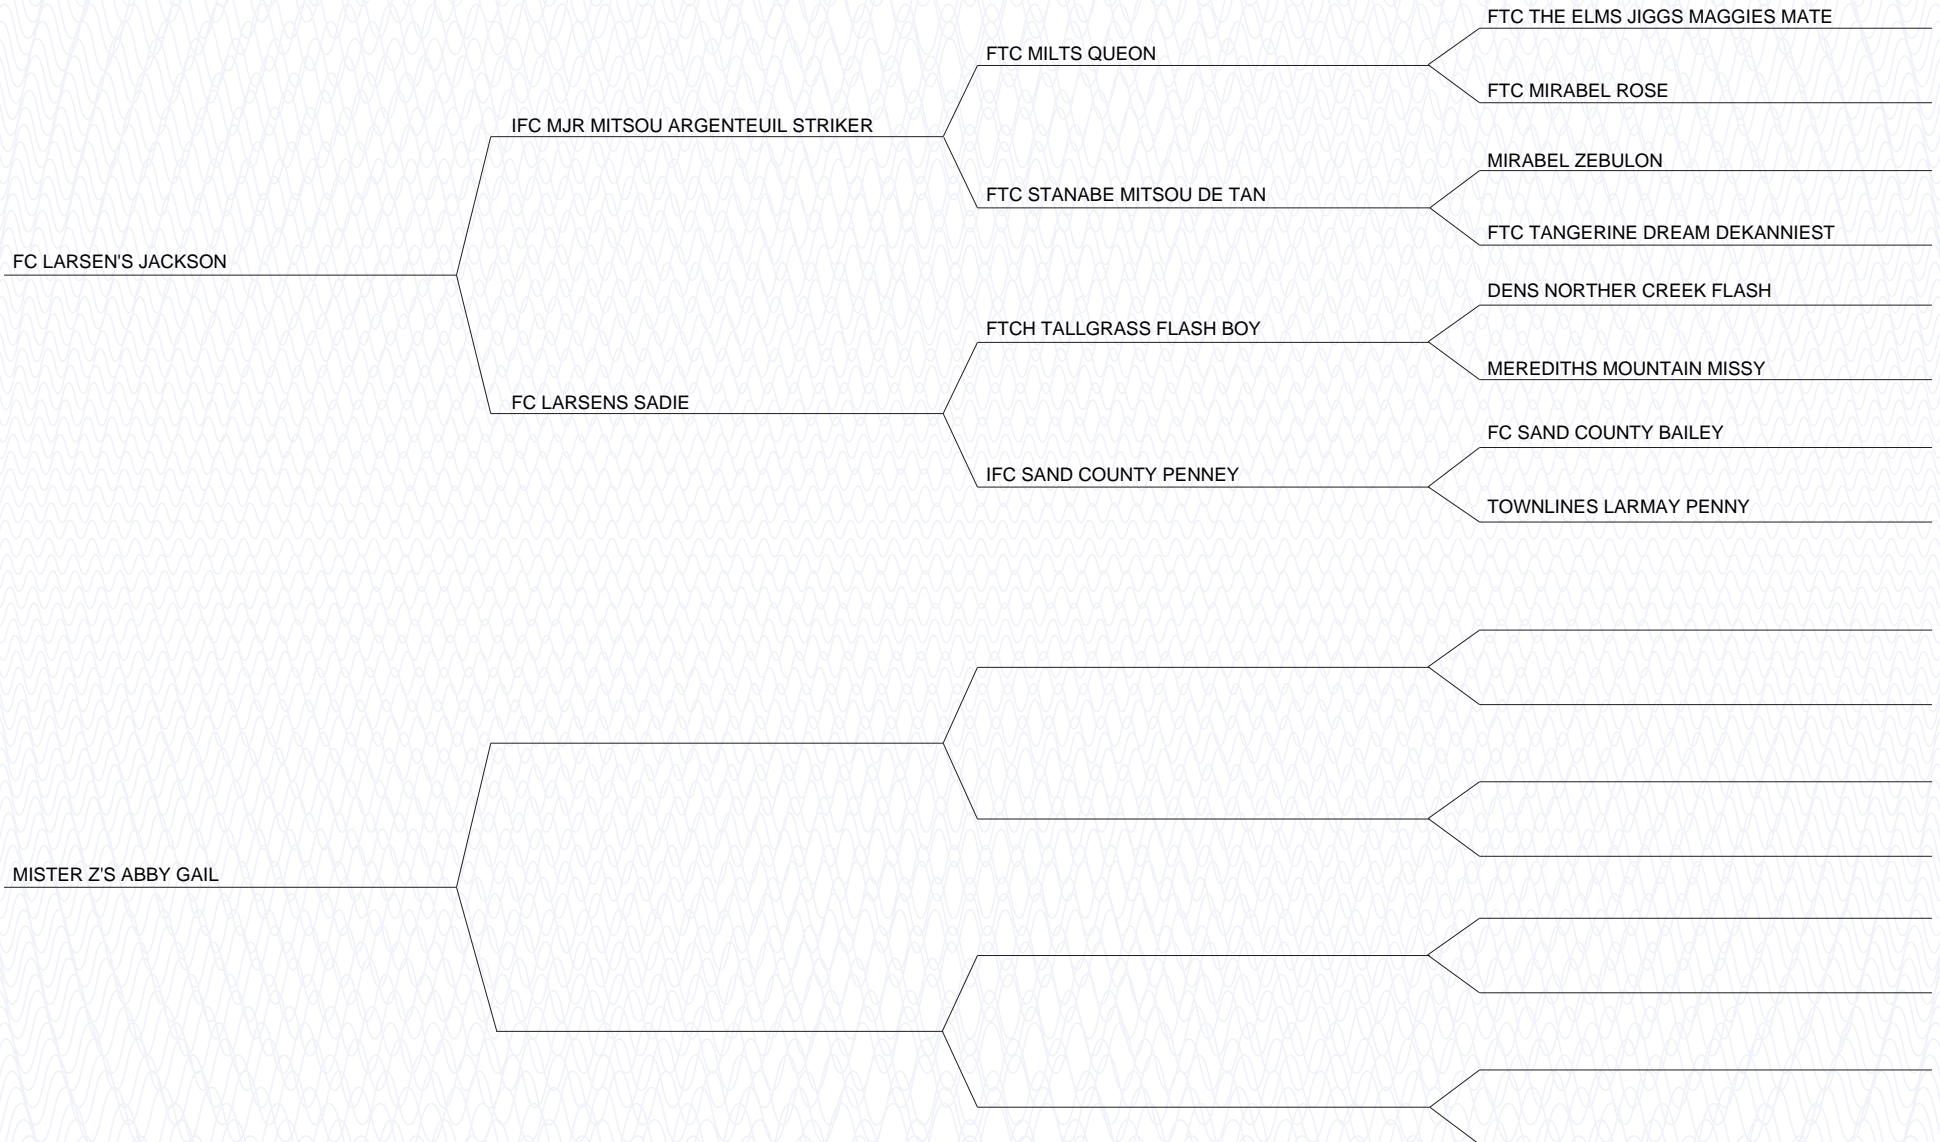 FTC THE ELMS JIGGS MAGGIES MATE
FTC MILTS QUEON
FTC MIRABEL ROSE
IFC MJR MITSOU ARGENTEUIL STRIKER
MIRABEL ZEBULON
FTC STANABE MITSOU DE TAN
FTC TANGERINE DREAM DEKANNIEST
FC LARSEN'S JACKSON
DENS NORTHER CREEK FLASH
FTCH TALLGRASS FLASH BOY
MEREDITHS MOUNTAIN MISSY
FC LARSENS SADIE
FC SAND COUNTY BAILEY
IFC SAND COUNTY PENNEY
TOWNLINES LARMAY PENNY
MISTER Z'S ABBY GAIL